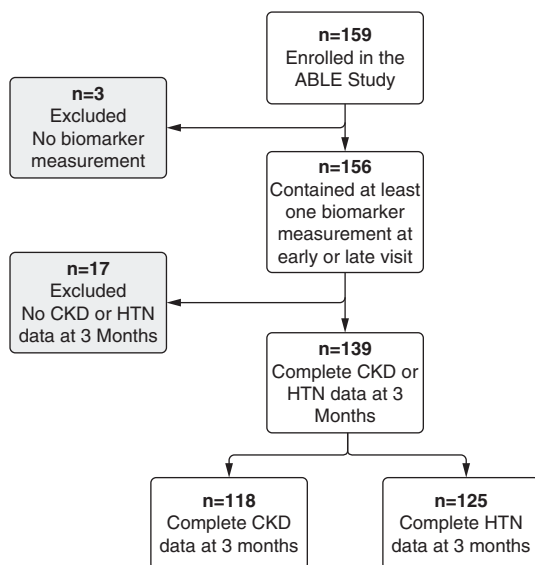 n=159
Enrolled in the
ABLE Study
n=3
Excluded
No biomarker
measurement
n=156
Contained at least
one biomarker
measurement at
early or late visit
n=17
Excluded
No CKD or HTN
data at 3 Months
n=139
Complete CKD or
HTN data at 3
Months
n=118
Complete CKD
data at 3 months
n=125
Complete HTN
data at 3 months